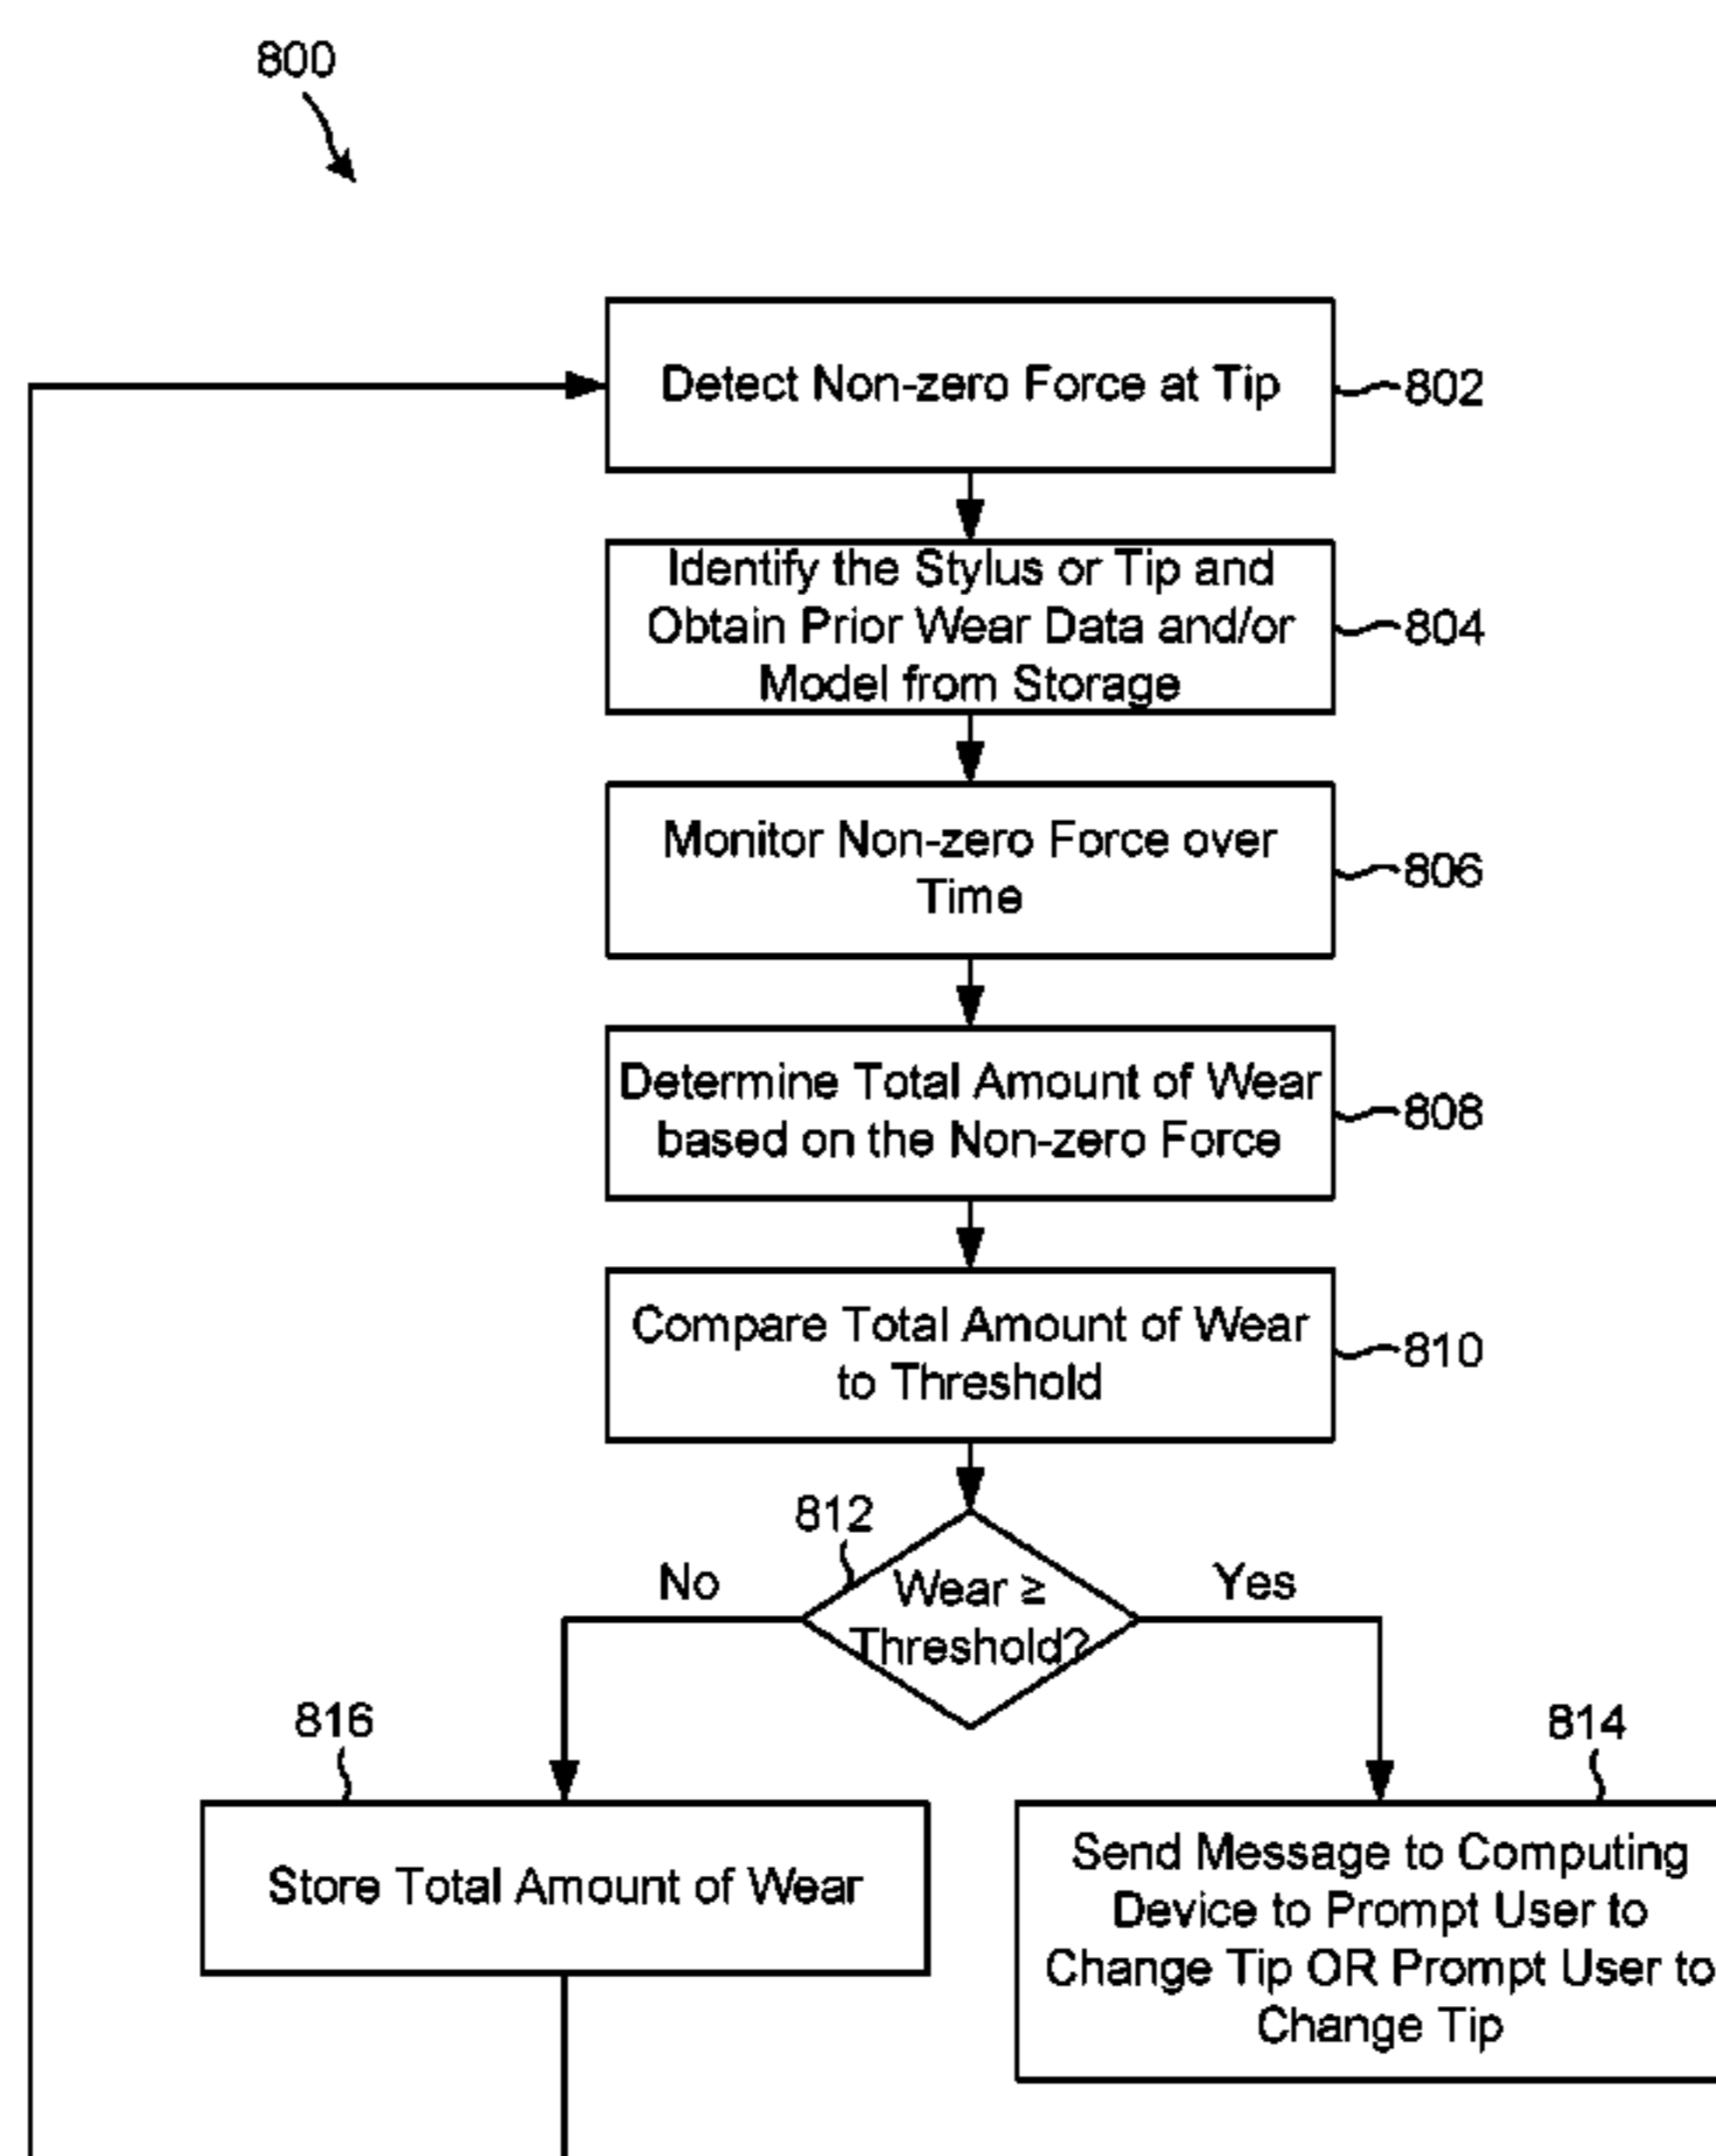 800
Detect Non-zero Force at Tip
802
Identify the Stylus or Tip and
Obtain Prior Wear Data and/or
Model from Storage
804
Monitor Non-zero Force over
Time
806
Determine Total Amount of Wear
based on the Non-zero Force
808
Compare Total Amount of Wear
to Threshold
810
812
No
Wear ≥
Threshold?
Yes
816
Store Total Amount of Wear
814
Send Message to Computing
Device to Prompt User to
Change Tip OR Prompt User to
Change Tip